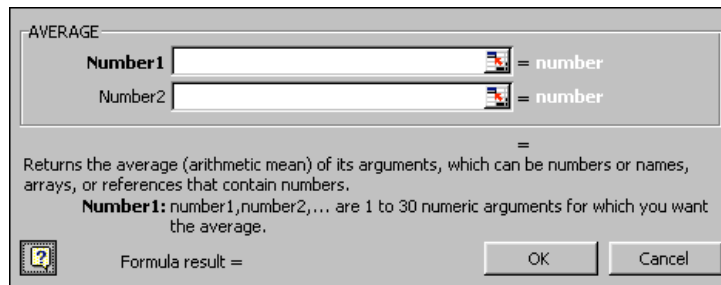 AVERAGE
Number1 = number
Number2 = number
=
Returns the average (arithmetic mean) of its arguments, which can be numbers or names,
arrays, or references that contain numbers.
Number1: number1,number2,... are 1 to 30 numeric arguments for which you want
the average.
? Formula result = OK Cancel